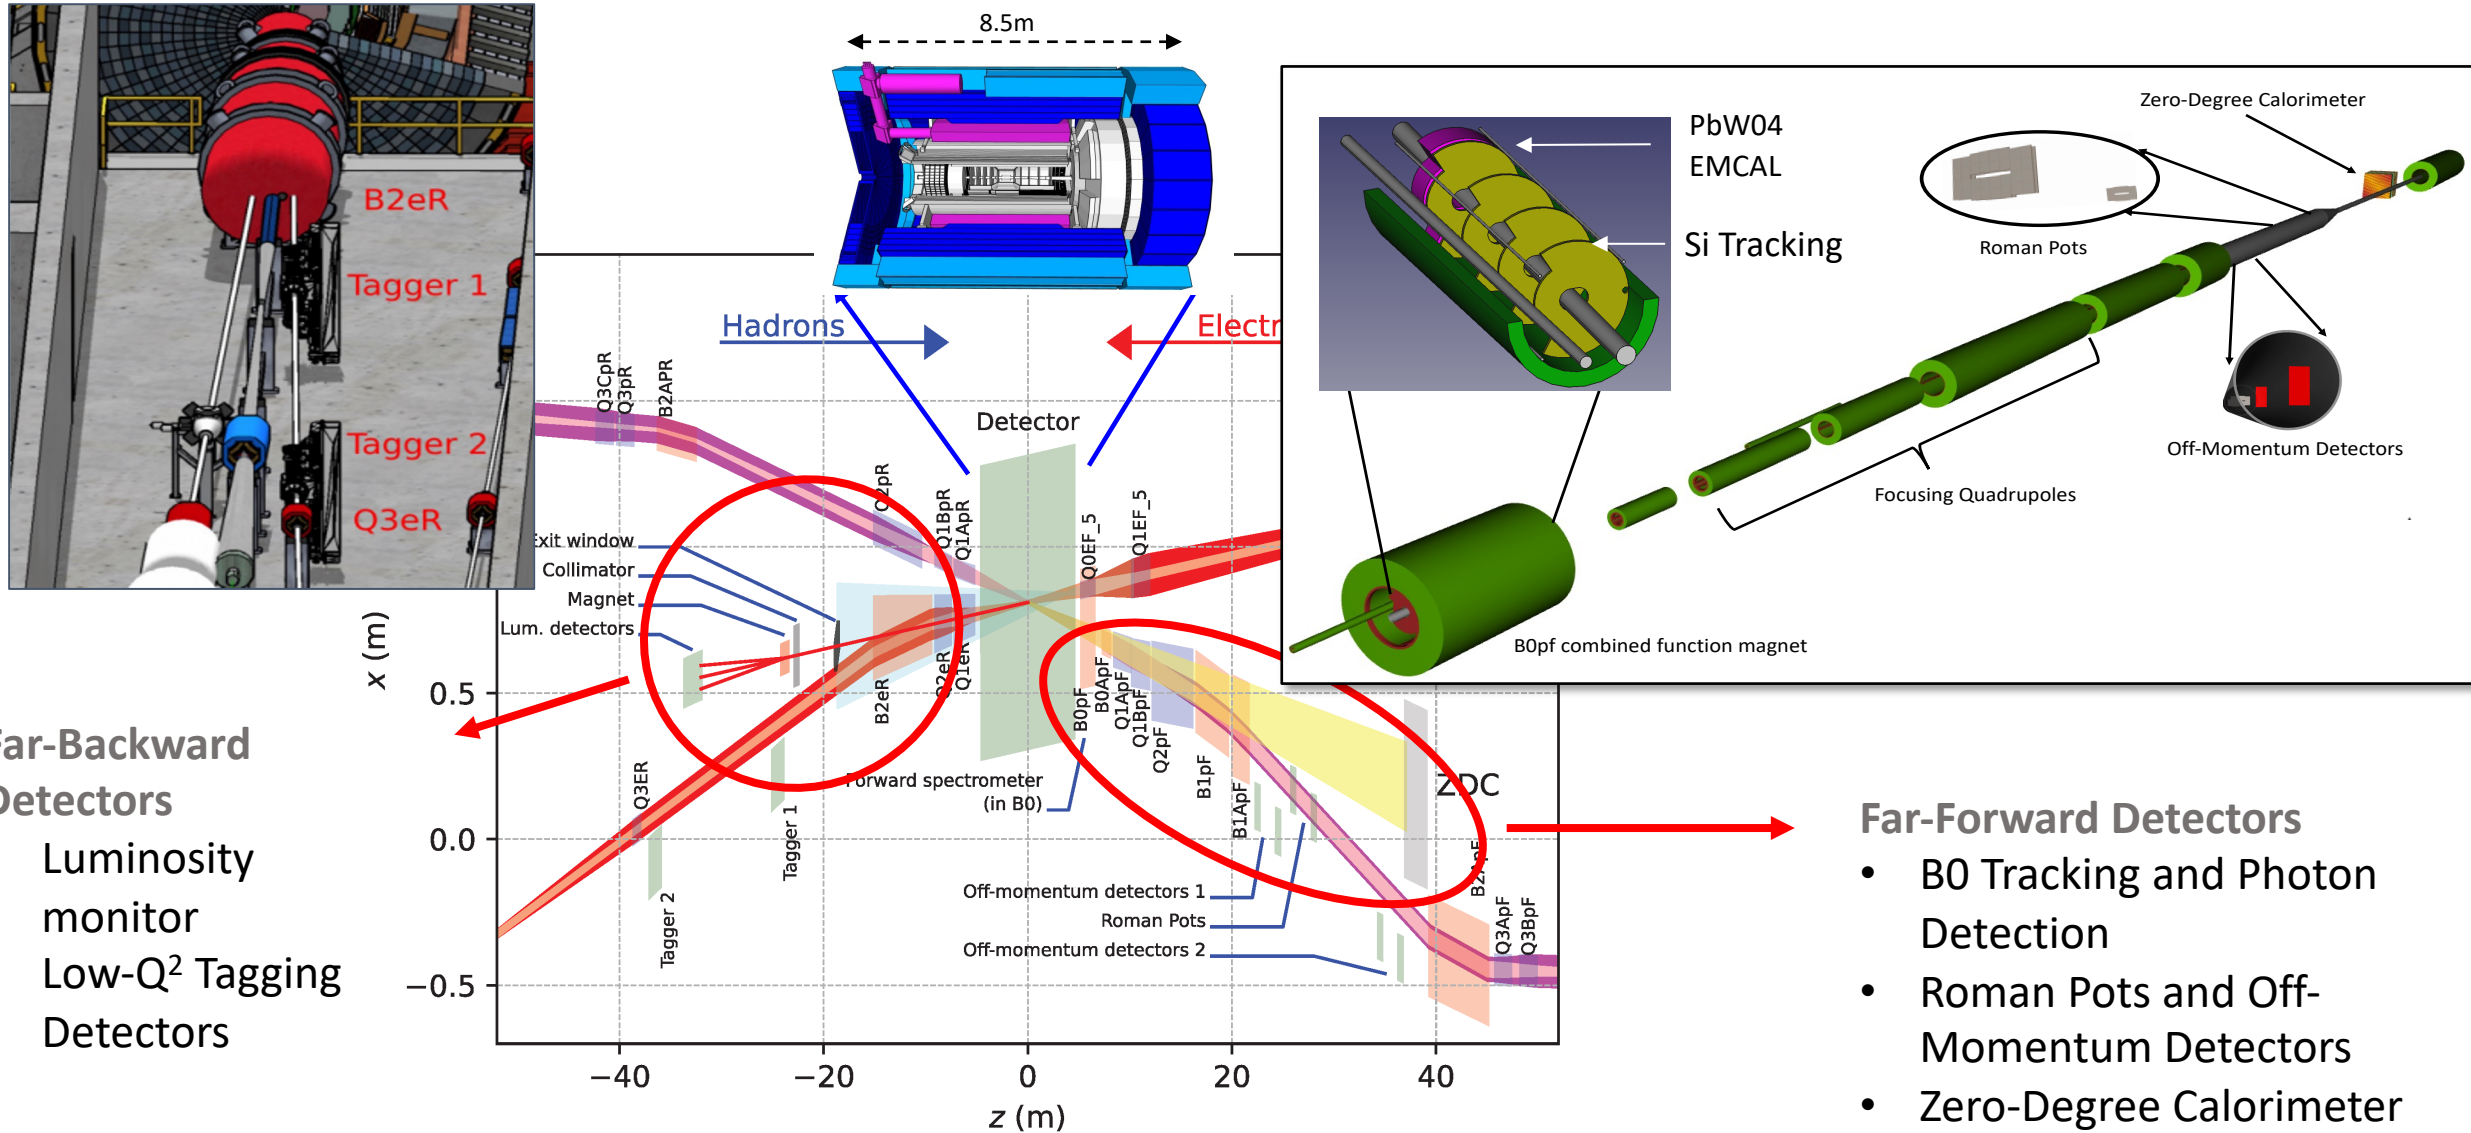 8.5m
B2eR
Tagger 1
Tagger 2
Q3eR
Hadrons
Electr
Detector
Q3CpR
Q3pR
B2APR
Q2pR
Q1BpR
Q1ApR
Q0EF_5
Q1EF_5
Exit window
Collimator
Magnet
Lum. detectors
B2eR
Q2eR
Q1eR
B0pF
B0ApF
Q1ApF
Q1BpF
Q2pF
B1pF
B1ApF
ZDC
B2ApF
Q3ApF
Q3BpF
Q3ER
Tagger 2
Tagger 1
Forward spectrometer
(in B0)
Off-momentum detectors 1
Roman Pots
Off-momentum detectors 2
x (m)
0.5
0.0
−0.5
−40
−20
0
20
40
z (m)
PbW04
EMCAL
Si Tracking
Zero-Degree Calorimeter
Roman Pots
Off-Momentum Detectors
Focusing Quadrupoles
B0pf combined function magnet
Far-Backward
Detectors
Luminosity
monitor
Low-Q² Tagging
Detectors
Far-Forward Detectors
• B0 Tracking and Photon
Detection
• Roman Pots and Off-
Momentum Detectors
• Zero-Degree Calorimeter